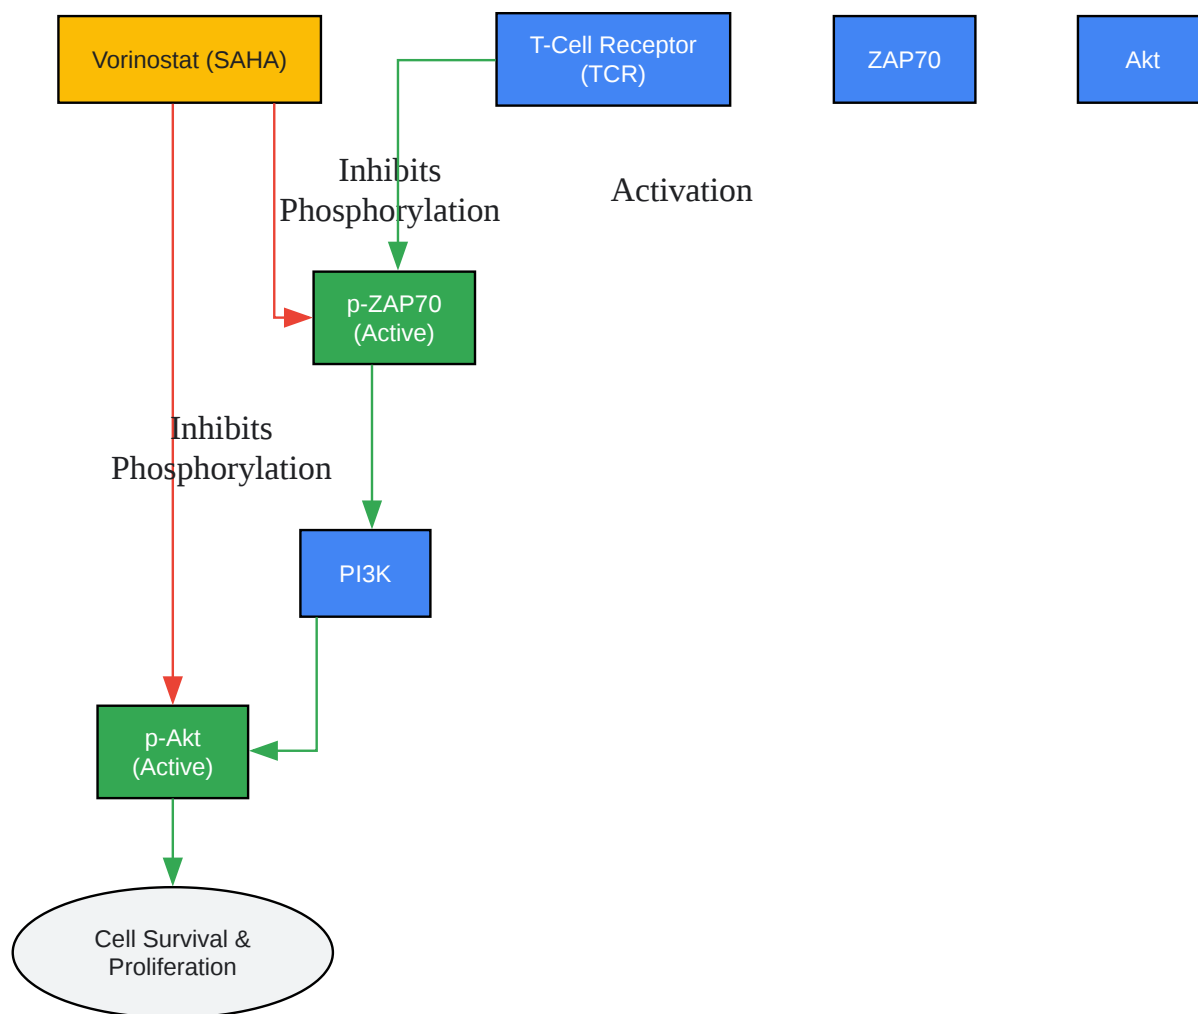 Vorinostat (SAHA)
T-Cell Receptor
(TCR)
ZAP70
Akt
Inhibits
Phosphorylation
Activation
p-ZAP70
(Active)
Inhibits
Phosphorylation
PI3K
p-Akt
(Active)
Cell Survival &
Proliferation